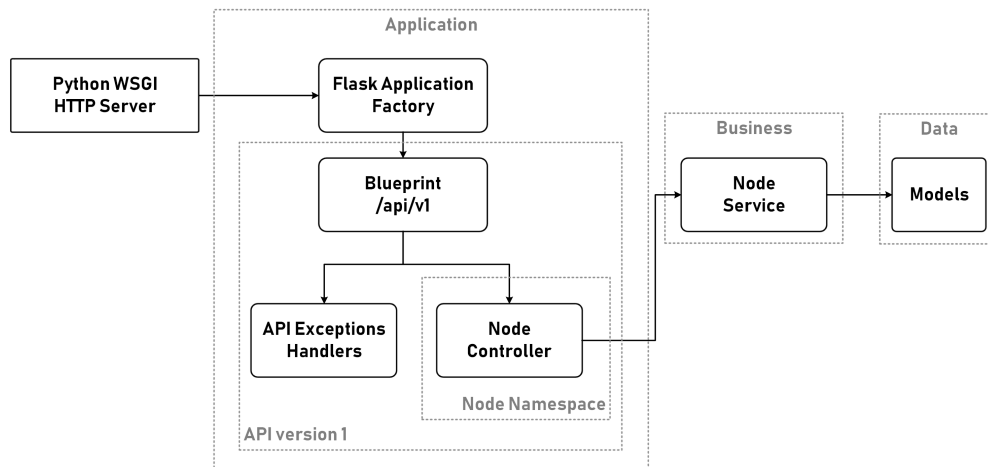 Application
Python WSGI
HTTP Server
Flask Application
Factory
Business
Data
Blueprint
/api/v1
Node
Service
Models
API Exceptions
Handlers
Node
Controller
Node Namespace
API version 1